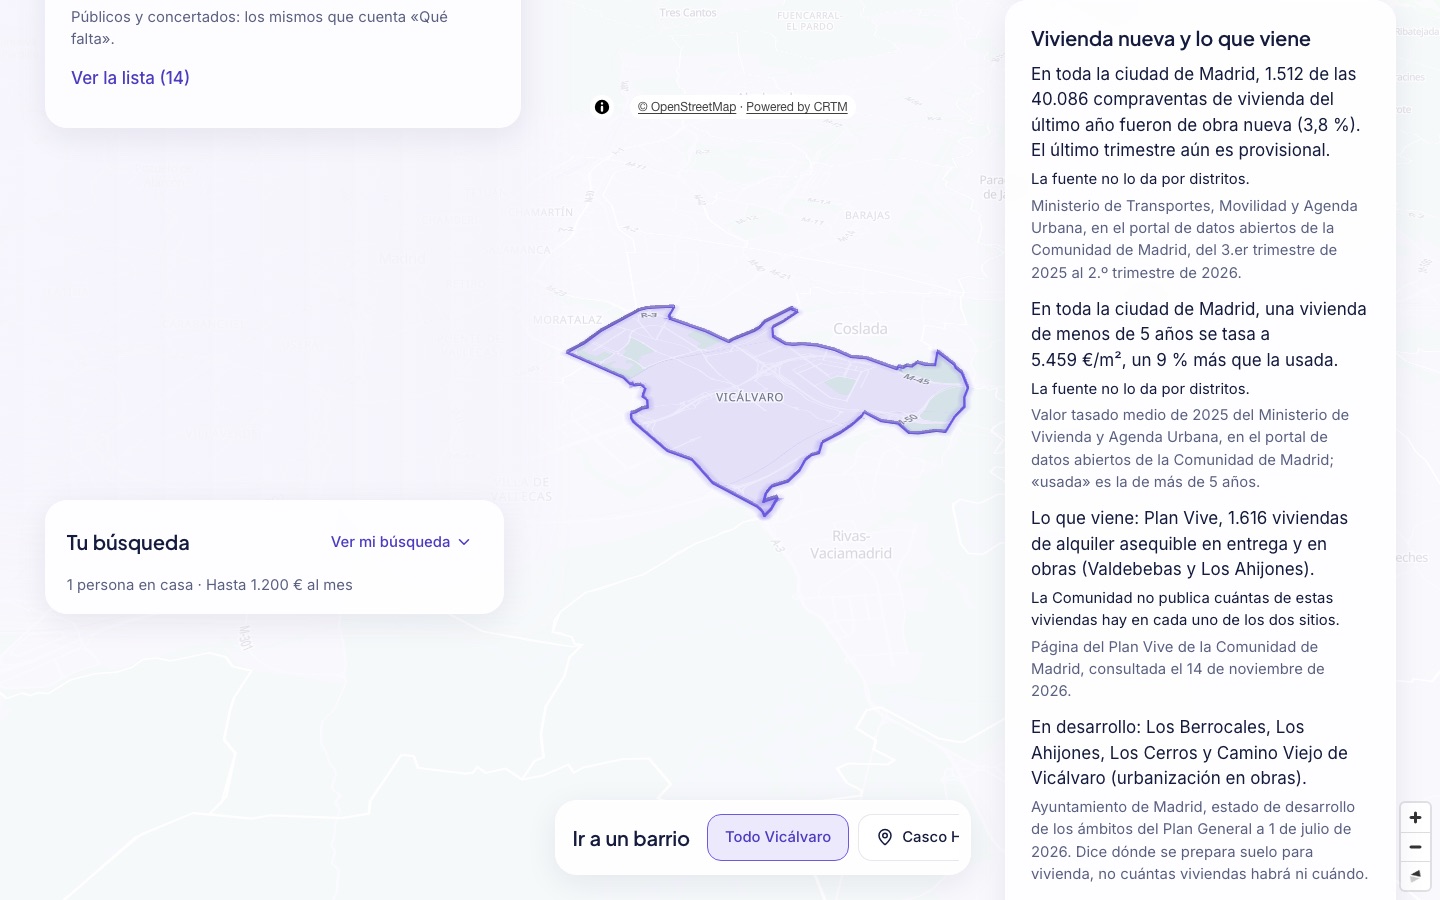 Públicos y concertados: los mismos que cuenta «Qué
falta».
Ver la lista (14)
Tu búsqueda
Ver mi búsqueda
1 persona en casa · Hasta 1.200 € al mes
Tres Cantos
FUENCARRAL-
EL PARDO
© OpenStreetMap · Powered by CRTM
BARAJAS
MORATALAZ
R-3
Coslada
M-45
VICÁLVARO
Rivas-
Vaciamadrid
A-3
Ir a un barrio
Todo Vicálvaro
Casco H
Vivienda nueva y lo que viene
En toda la ciudad de Madrid, 1.512 de las
40.086 compraventas de vivienda del
último año fueron de obra nueva (3,8 %).
El último trimestre aún es provisional.
La fuente no lo da por distritos.
Ministerio de Transportes, Movilidad y Agenda
Urbana, en el portal de datos abiertos de la
Comunidad de Madrid, del 3.er trimestre de
2025 al 2.º trimestre de 2026.
En toda la ciudad de Madrid, una vivienda
de menos de 5 años se tasa a
5.459 €/m², un 9 % más que la usada.
La fuente no lo da por distritos.
Valor tasado medio de 2025 del Ministerio de
Vivienda y Agenda Urbana, en el portal de
datos abiertos de la Comunidad de Madrid;
«usada» es la de más de 5 años.
Lo que viene: Plan Vive, 1.616 viviendas
de alquiler asequible en entrega y en
obras (Valdebebas y Los Ahijones).
La Comunidad no publica cuántas de estas
viviendas hay en cada uno de los dos sitios.
Página del Plan Vive de la Comunidad de
Madrid, consultada el 14 de noviembre de
2026.
En desarrollo: Los Berrocales, Los
Ahijones, Los Cerros y Camino Viejo de
Vicálvaro (urbanización en obras).
Ayuntamiento de Madrid, estado de desarrollo
de los ámbitos del Plan General a 1 de julio de
2026. Dice dónde se prepara suelo para
vivienda, no cuántas viviendas habrá ni cuándo.